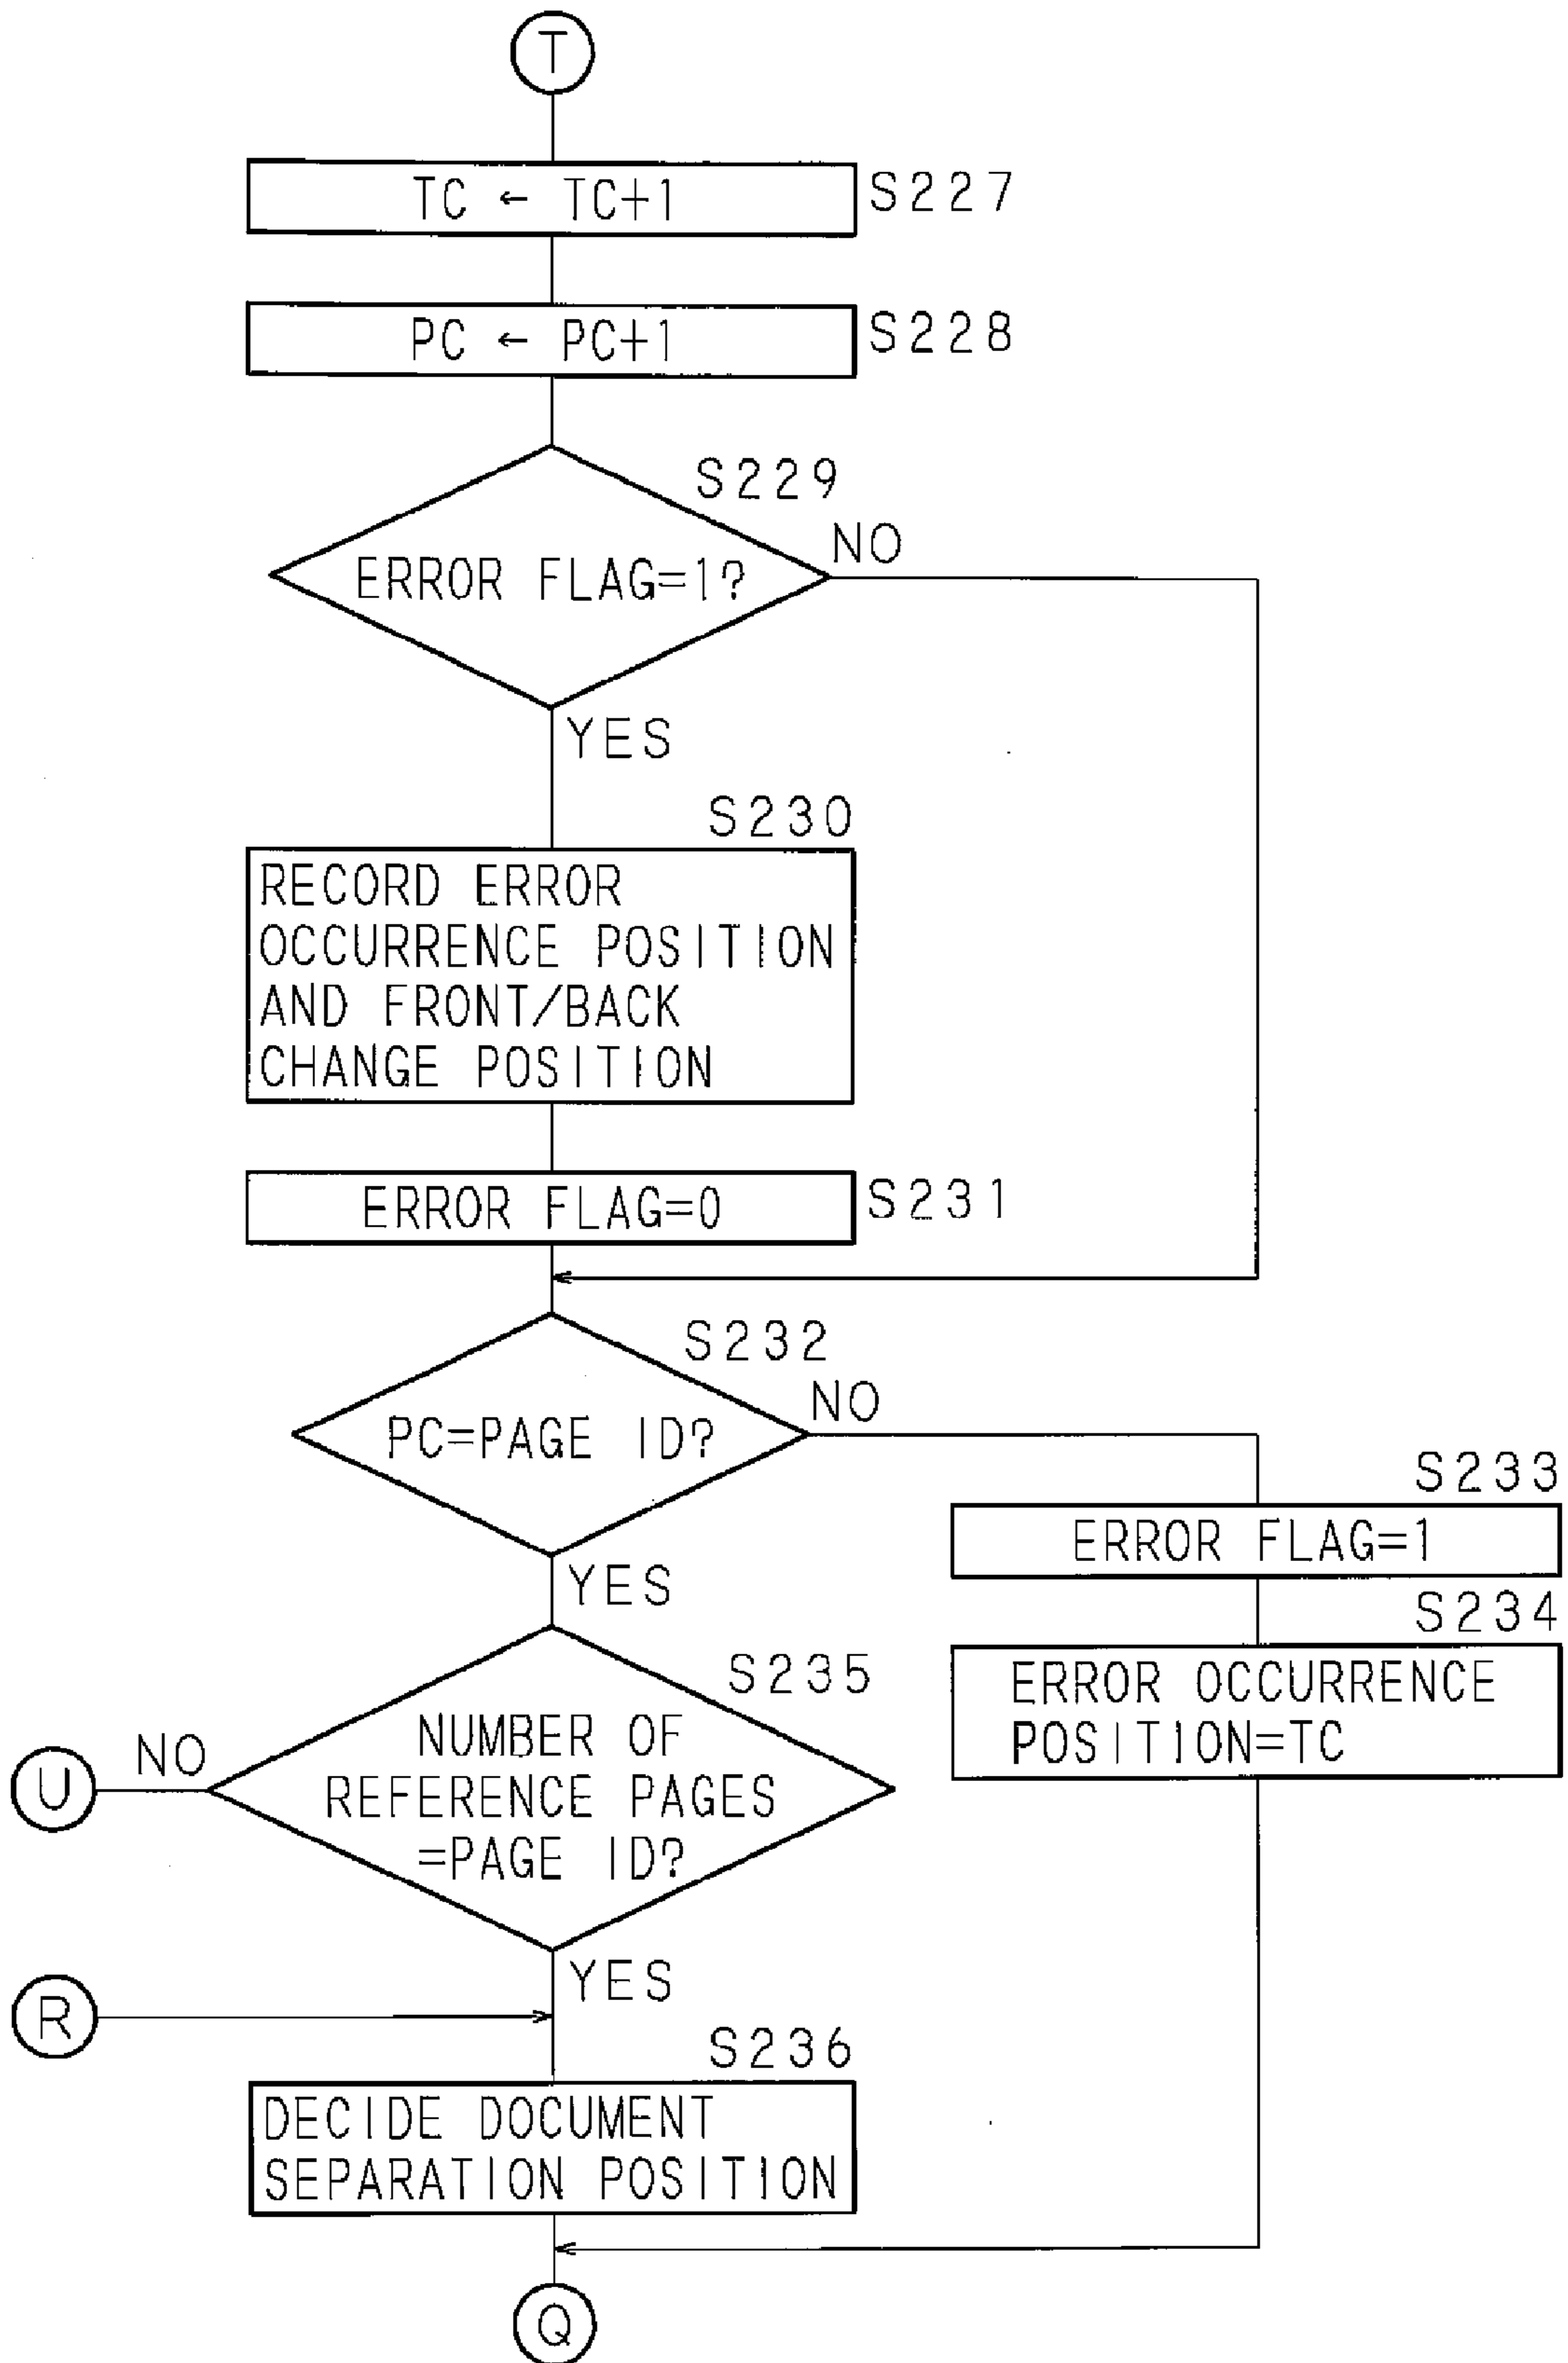 T
TC ← TC+1
S227
PC ← PC+1
S228
S229
ERROR FLAG=1?
NO
YES
S230
RECORD ERROR
OCCURRENCE POSITION
AND FRONT/BACK
CHANGE POSITION
ERROR FLAG=0
S231
S232
PC=PAGE ID?
NO
YES
S233
ERROR FLAG=1
S234
ERROR OCCURRENCE
POSITION=TC
S235
NUMBER OF
REFERENCE PAGES
=PAGE ID?
NO
U
YES
R
S236
DECIDE DOCUMENT
SEPARATION POSITION
Q